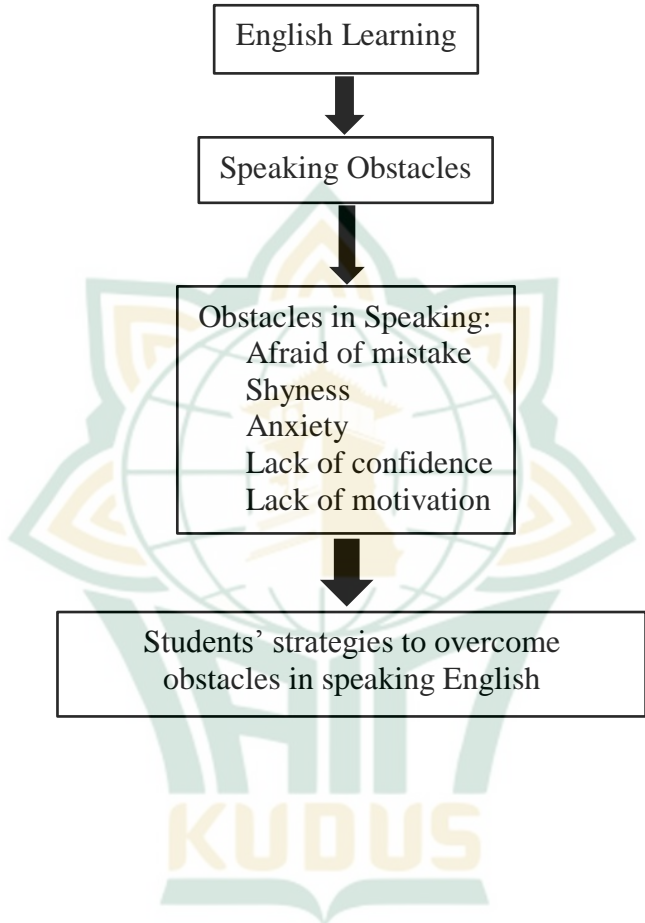 English Learning
Speaking Obstacles
Obstacles in Speaking:
Afraid of mistake
Shyness
Anxiety
Lack of confidence
Lack of motivation
Students’ strategies to overcome
obstacles in speaking English
IAIN
KUDUS